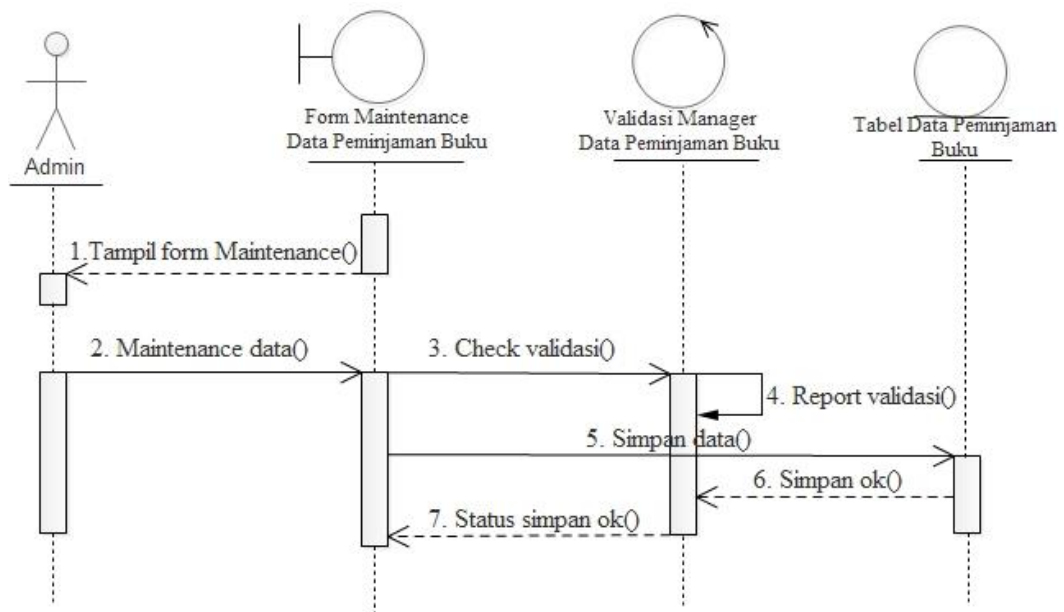 Admin
Form Maintenance
Data Peminjaman Buku
Validasi Manager
Data Peminjaman Buku
Tabel Data Peminjaman
Buku
1.Tampil form Maintenance()
2. Maintenance data()
3. Check validasi()
4. Report validasi()
5. Simpan data()
6. Simpan ok()
7. Status simpan ok()